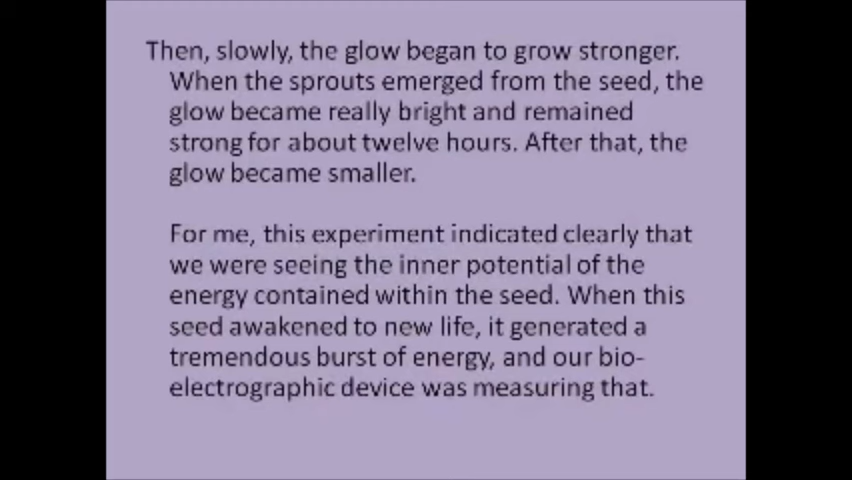 Then, slowly, the glow began to grow stronger.
When the sprouts emerged from the seed, the
glow became really bright and remained
strong for about twelve hours. After that, the
glow became smaller.
For me, this experiment indicated clearly that
we were seeing the inner potential of the
energy contained within the seed. When this
seed awakened to new life, it generated a
tremendous burst of energy, and our bio-
electrographic device was measuring that.